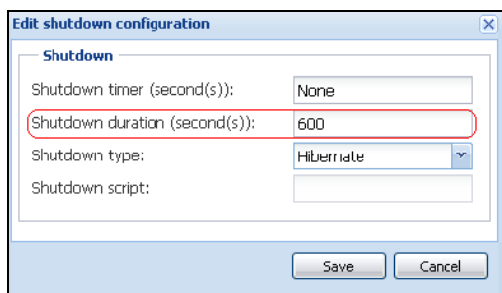 Edit shutdown configuration
Shutdown
Shutdown timer (second(s)): None
Shutdown duration (second(s)): 600
Shutdown type: Hibernate
Shutdown script:
Save Cancel